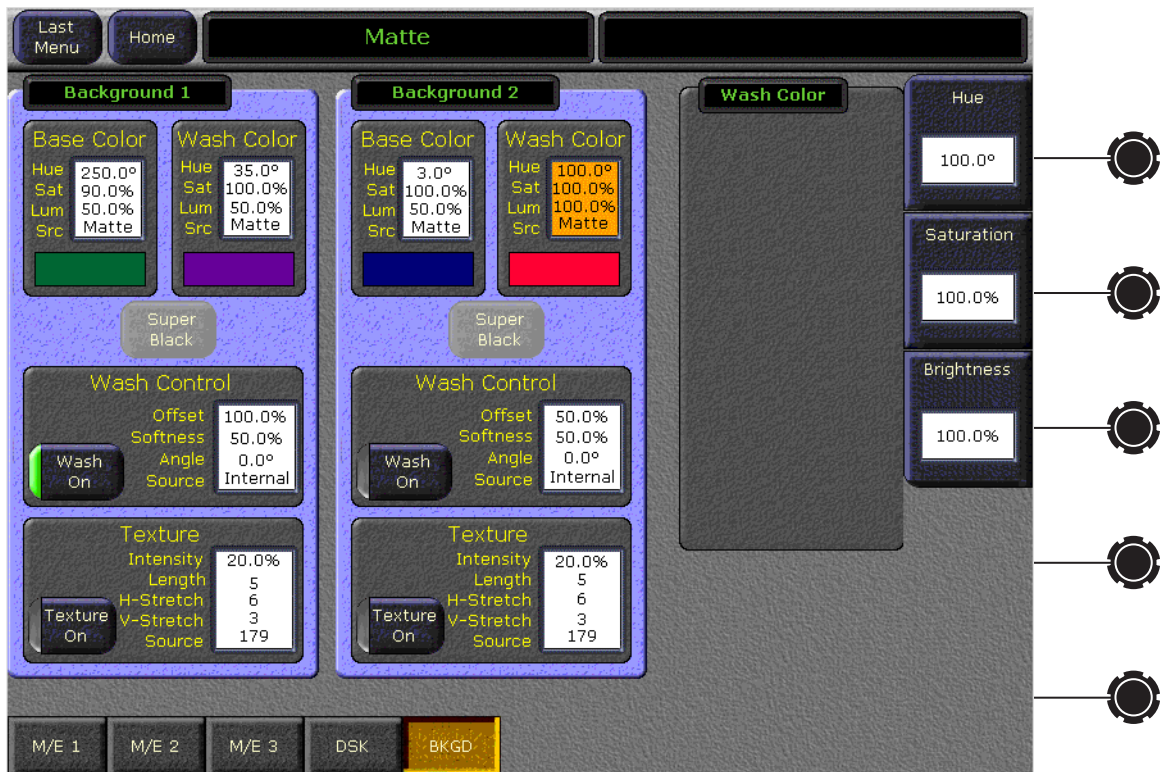 Last Menu
Home
Matte
Background 1
Base Color
Hue 250.0°
Sat 90.0%
Lum 50.0%
Src Matte
Wash Color
Hue 35.0°
Sat 100.0%
Lum 50.0%
Src Matte
Super Black
Wash Control
Offset 100.0%
Softness 50.0%
Angle 0.0°
Source Internal
Wash On
Texture
Intensity 20.0%
Length 5
H-Stretch 6
V-Stretch 3
Source 179
Texture On
Background 2
Base Color
Hue 3.0°
Sat 100.0%
Lum 50.0%
Src Matte
Wash Color
Hue 100.0°
Sat 100.0%
Lum 100.0%
Src Matte
Super Black
Wash Control
Offset 50.0%
Softness 50.0%
Angle 0.0°
Source Internal
Wash On
Texture
Intensity 20.0%
Length 5
H-Stretch 6
V-Stretch 3
Source 179
Texture On
Wash Color
Hue
100.0°
Saturation
100.0%
Brightness
100.0%
M/E 1
M/E 2
M/E 3
DSK
BKGD